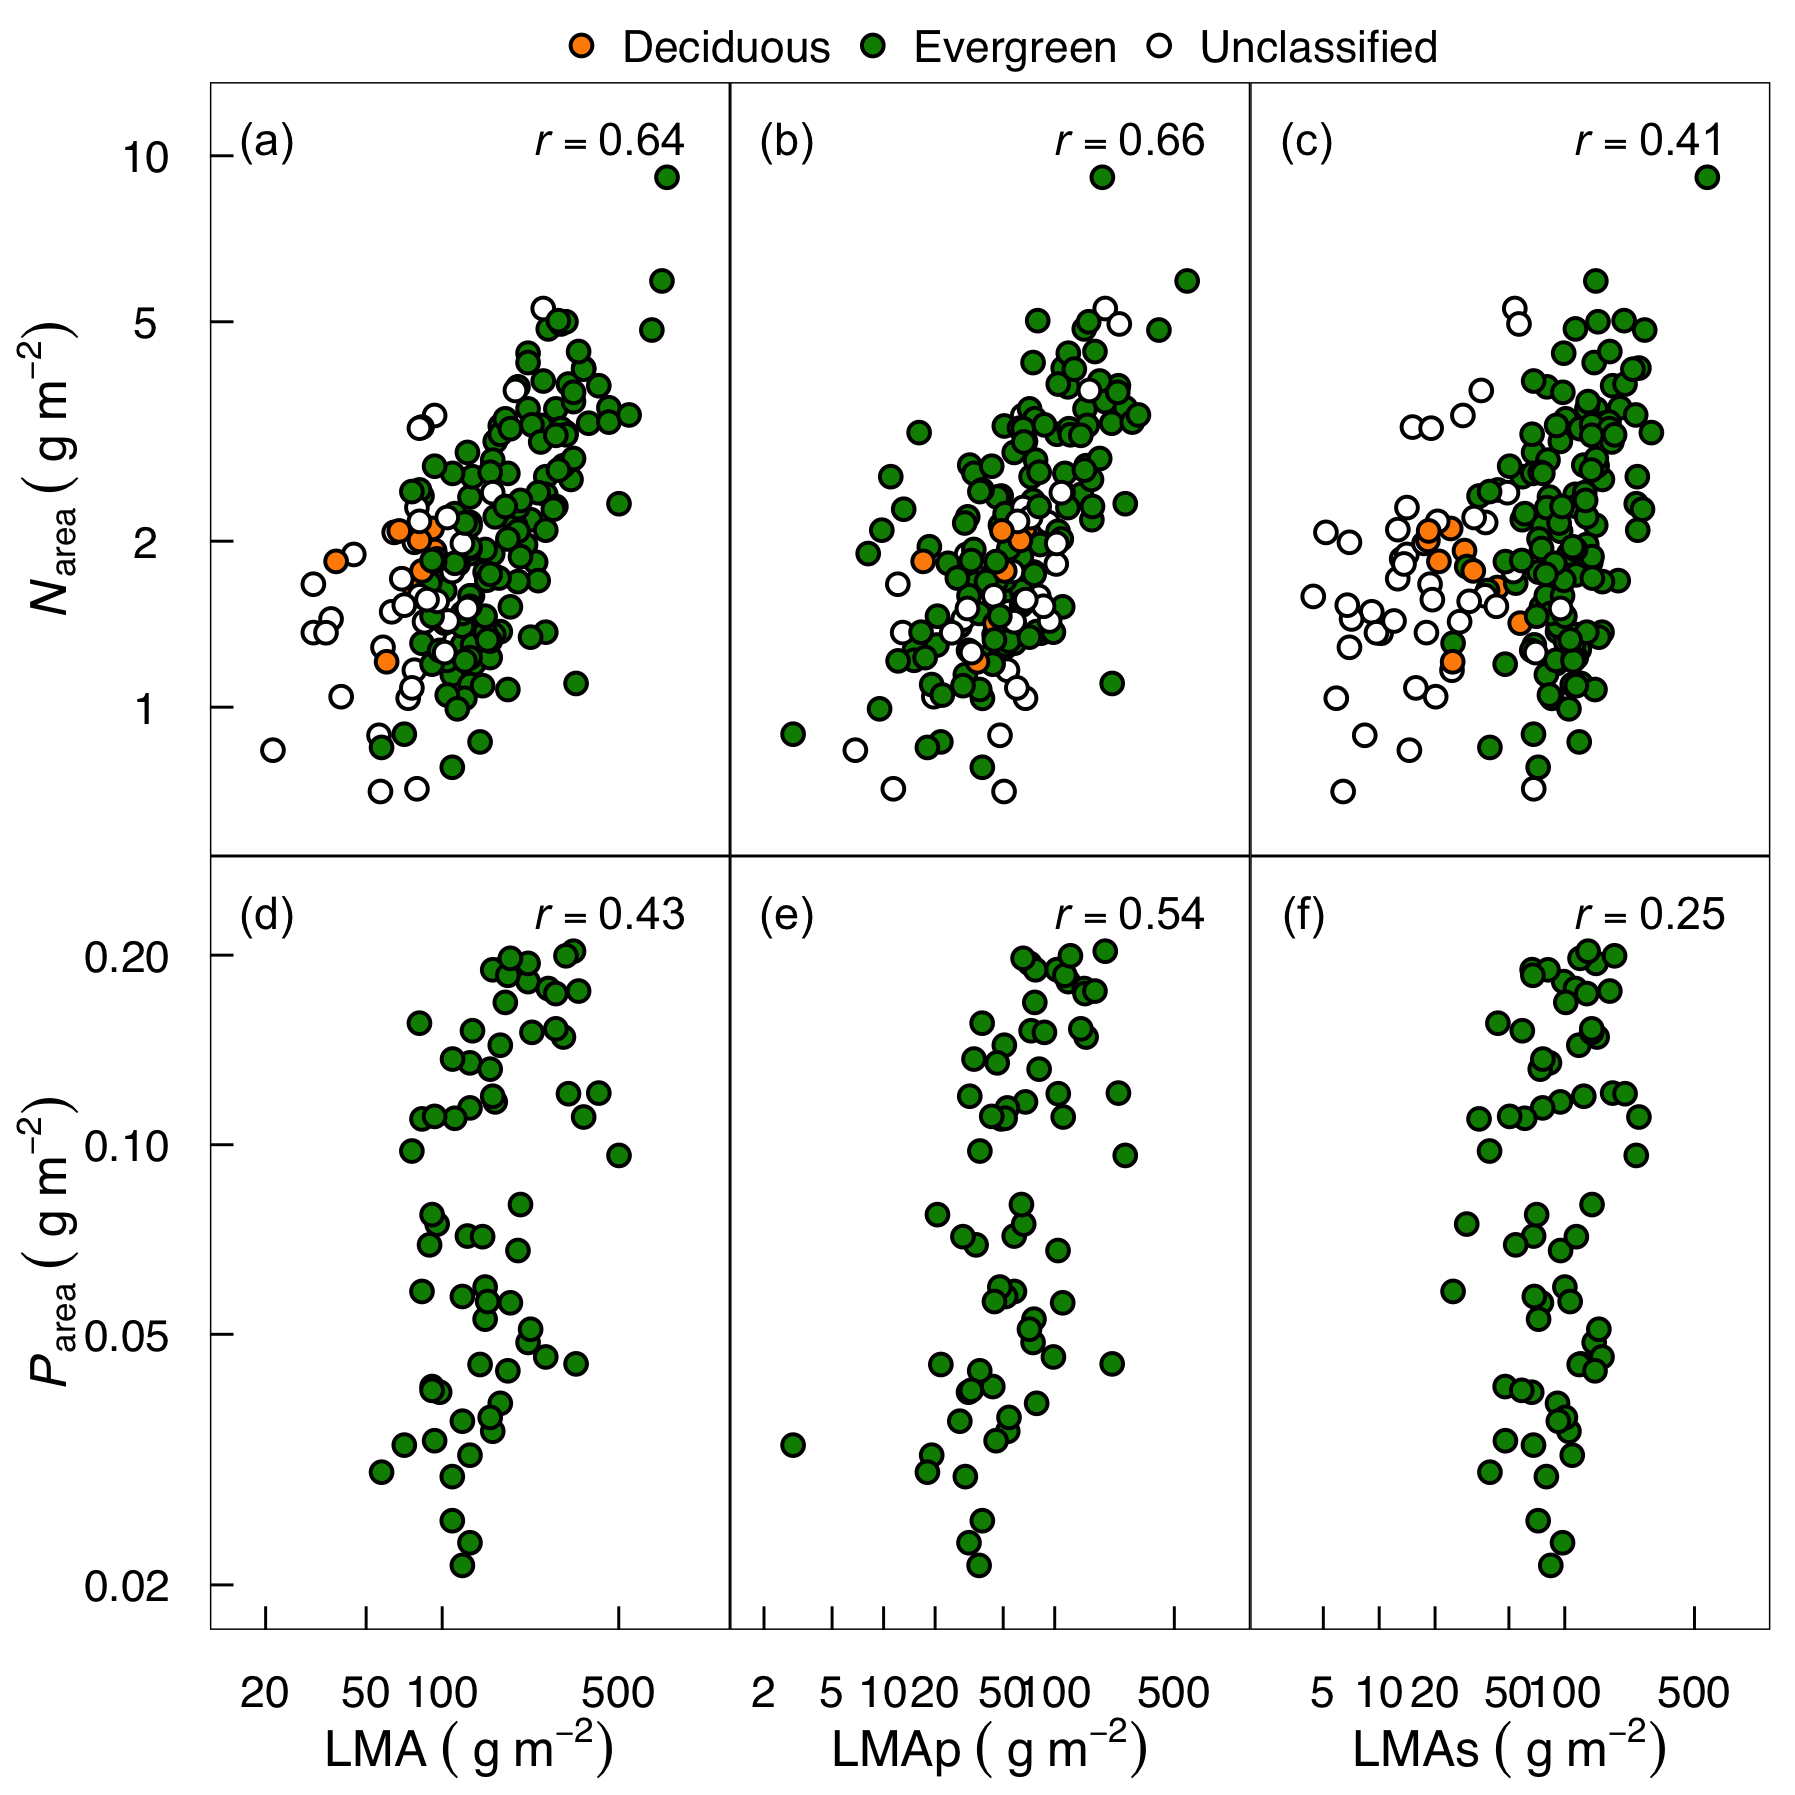 Deciduous Evergreen Unclassified
(a) r = 0.64 (b) r = 0.66 (c) r = 0.41
10
5
2
1
Narea ( g m−2)
(d) r = 0.43 (e) r = 0.54 (f) r = 0.25
0.20
0.10
0.05
0.02
Parea ( g m−2)
20 50 100 500 2 5 10 20 50 100 500 5 10 20 50 100 500
LMA ( g m−2) LMAp ( g m−2) LMAs ( g m−2)